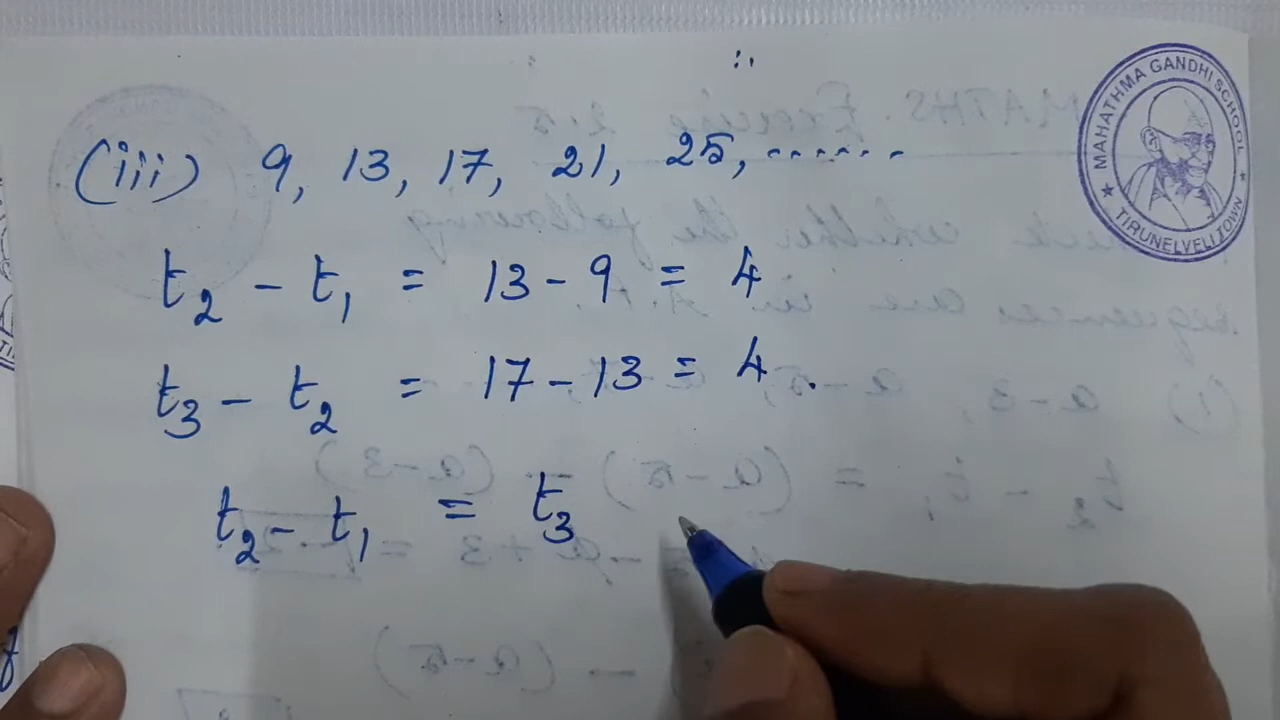 (iii) 9, 13, 17, 21, 25, ......
MAHATHMA GANDHI SCHOOL
★ TIRUNELVELI TOWN ★
t₂ - t₁ = 13 - 9 = 4
t₃ - t₂ = 17 - 13 = 4 .
t₂ - t₁ = t₃